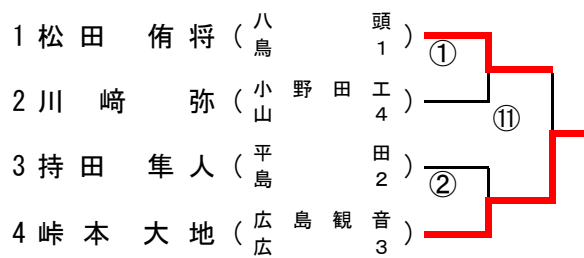 1 松田 侑将 (八頭 鳥1)
①
2 川﨑 弥 (小野田工 山4)
⑪
3 持田 隼人 (平田 島2)
②
4 峠本 大地 (広島観音 広3)